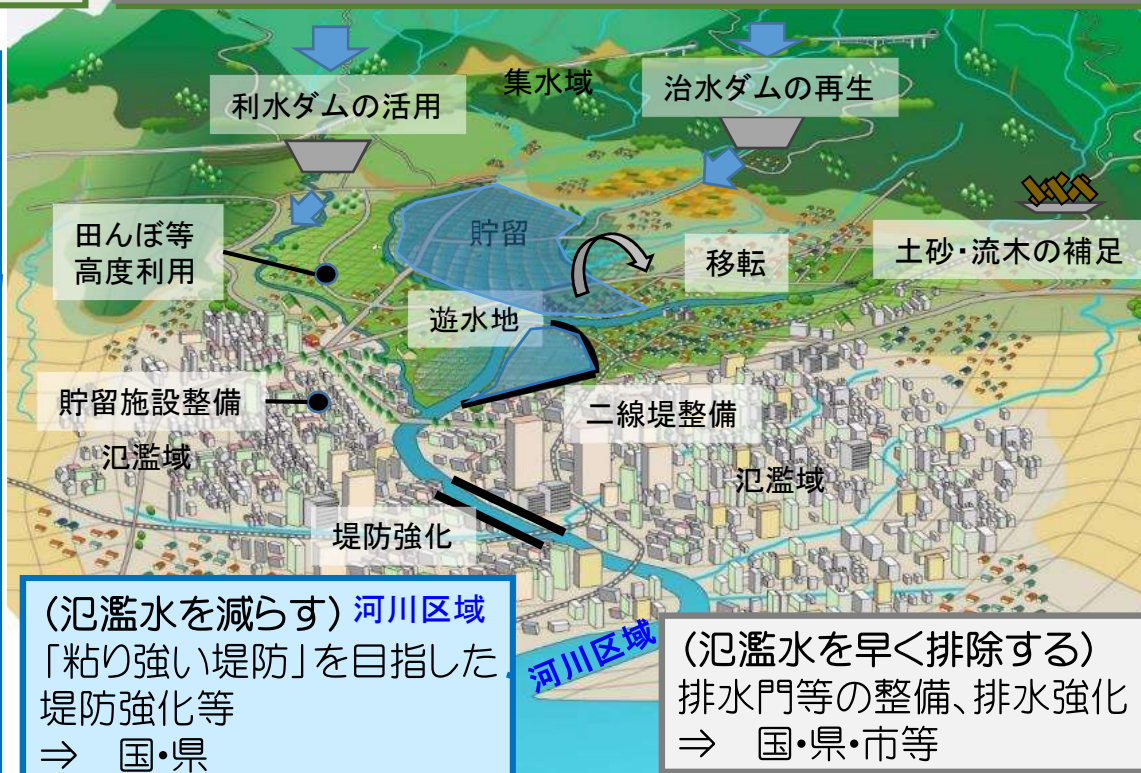 集水域
利水ダムの活用
治水ダムの再生
田んぼ等
高度利用
貯留
移転
土砂・流木の補足
遊水地
貯留施設整備
二線堤整備
氾濫域
氾濫域
堤防強化
(氾濫水を減らす) 河川区域
「粘り強い堤防」を目指した
堤防強化等
⇒ 国・県
河川区域
(氾濫水を早く排除する)
排水門等の整備、排水強化
⇒ 国・県・市等